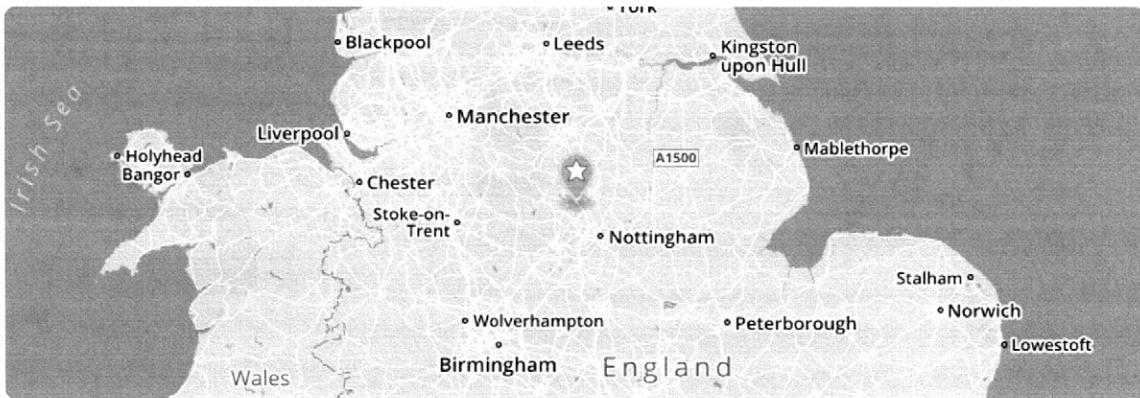 York
Blackpool
Leeds
Kingston
upon Hull
Irish Sea
Manchester
Liverpool
Mablethorpe
Holyhead
A1500
Bangor
Chester
Stoke-on-
Trent
Nottingham
Stalham
Norwich
Wolverhampton
Peterborough
Lowestoft
Birmingham
England
Wales